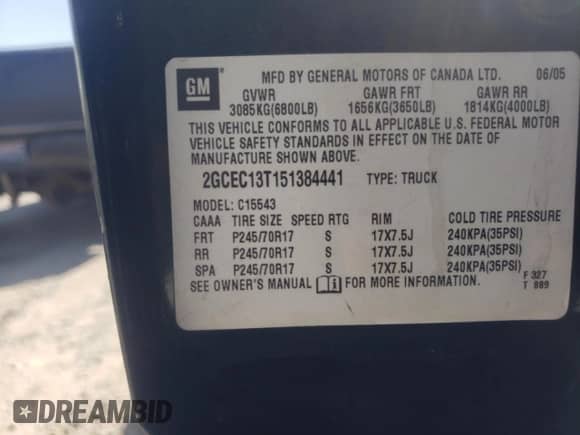 GM
MFD BY GENERAL MOTORS OF CANADA LTD. 06/05
GVWR GAWR FRT GAWR RR
3085KG(6800LB) 1656KG(3650LB) 1814KG(4000LB)
THIS VEHICLE CONFORMS TO ALL APPLICABLE U.S. FEDERAL MOTOR
VEHICLE SAFETY STANDARDS IN EFFECT ON THE DATE OF
MANUFACTURE SHOWN ABOVE.
2GCEC13T151384441 TYPE: TRUCK
MODEL: C15543
CAAA TIRE SIZE SPEED RTG RIM COLD TIRE PRESSURE
FRT P245/70R17 S 17X7.5J 240KPA(35PSI)
RR P245/70R17 S 17X7.5J 240KPA(35PSI)
SPA P245/70R17 S 17X7.5J 240KPA(35PSI)
SEE OWNER'S MANUAL FOR MORE INFORMATION.
F 327
T 889
DREAMBID